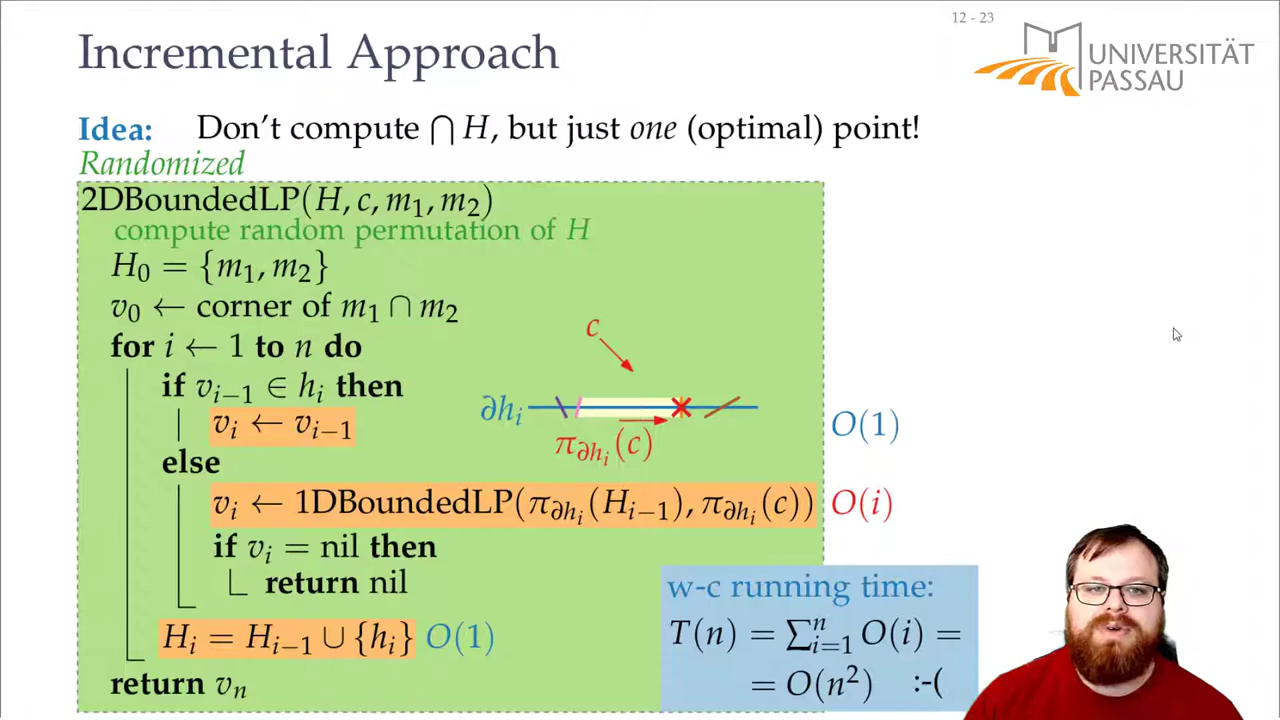 12 - 23
Incremental Approach
UNIVERSITÄT
PASSAU
Idea: Don't compute ⋂ H, but just one (optimal) point!
Randomized
2DBoundedLP(H, c, m₁, m₂)
compute random permutation of H
H₀ = {m₁, m₂}
v₀ ← corner of m₁ ∩ m₂
for i ← 1 to n do
if vᵢ₋₁ ∈ hᵢ then
vᵢ ← vᵢ₋₁ O(1)
else
vᵢ ← 1DBoundedLP(π∂hᵢ(Hᵢ₋₁), π∂hᵢ(c)) O(i)
if vᵢ = nil then
return nil
Hᵢ = Hᵢ₋₁ ∪ {hᵢ} O(1)
return vₙ
c
∂hᵢ
π∂hᵢ(c)
w-c running time:
T(n) = ∑ⁿᵢ₌₁ O(i) =
= O(n²) :-(